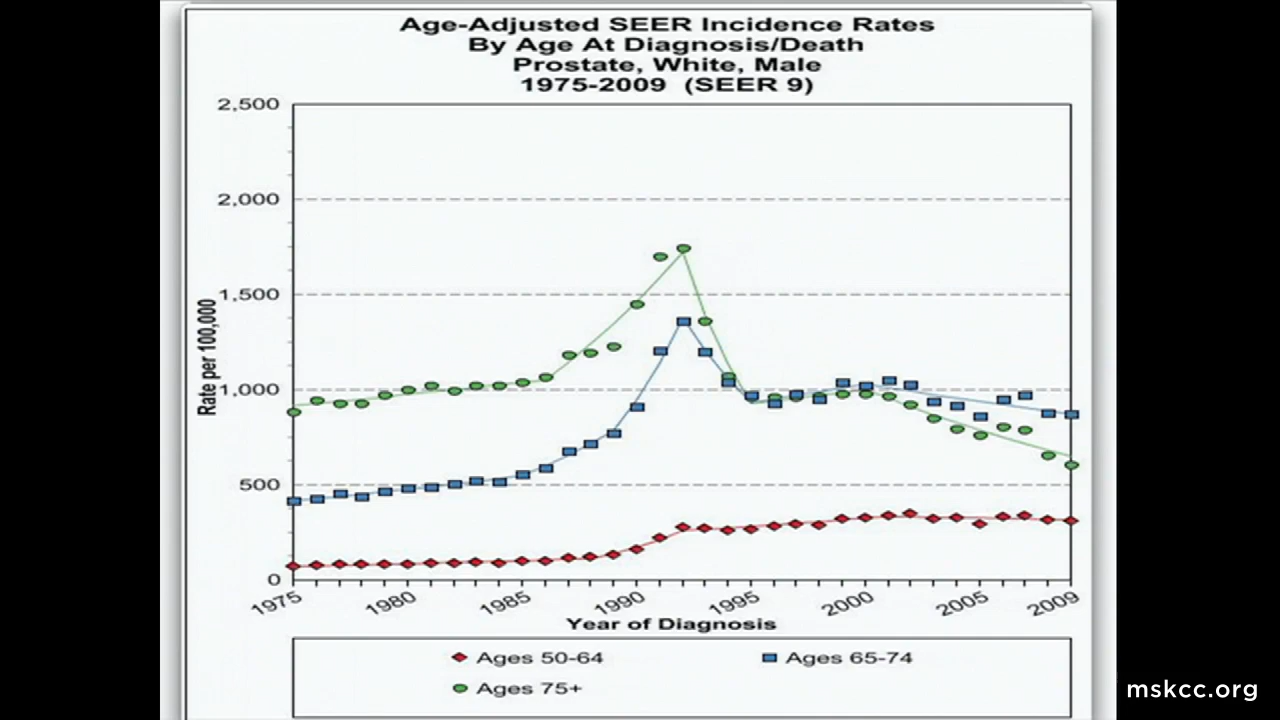 Age-Adjusted SEER Incidence Rates
By Age At Diagnosis/Death
Prostate, White, Male
1975-2009 (SEER 9)
2,500
2,000
1,500
1,000
500
0
Rate per 100,000
1975
1980
1985
1990
1995
2000
2005
2009
Year of Diagnosis
Ages 50-64
Ages 65-74
Ages 75+
mskcc.org